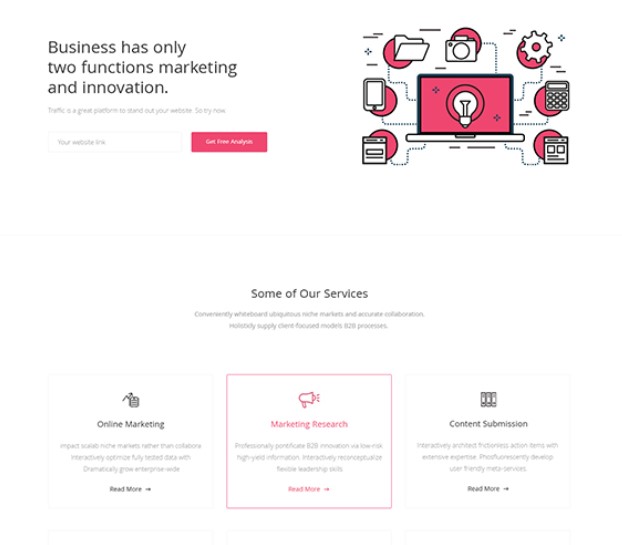 Business has only
two functions marketing
and innovation.
Traffic is a great platform to stand out your website. So try now.
Your website link
Get Free Analysis
Some of Our Services
Conveniently whiteboard ubiquitous niche markets and accurate collaboration.
Holisticly supply client-focused models B2B processes.
Online Marketing
Impact scalab niche markets rather than collabora
Interactively optimize fully tested data with
Dramatically grow enterprise-wide
Read More →
Marketing Research
Professionally pontificate B2B innovation via low-risk
high-yield information. Interactively reconceptualize
flexible leadership skills
Read More →
Content Submission
Interactively architect frictionless action items with
extensive expertise. Phosfluorescently develop
user friendly meta-services
Read More →